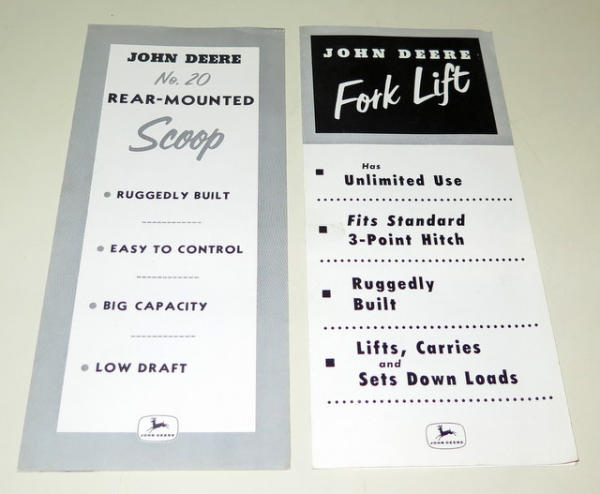 JOHN DEERE
No. 20
REAR-MOUNTED
Scoop
RUGGEDLY BUILT
EASY TO CONTROL
BIG CAPACITY
LOW DRAFT
JOHN DEERE
JOHN DEERE
Fork Lift
Has
Unlimited Use
Fits Standard
3-Point Hitch
Ruggedly
Built
Lifts, Carries
and
Sets Down Loads
JOHN DEERE